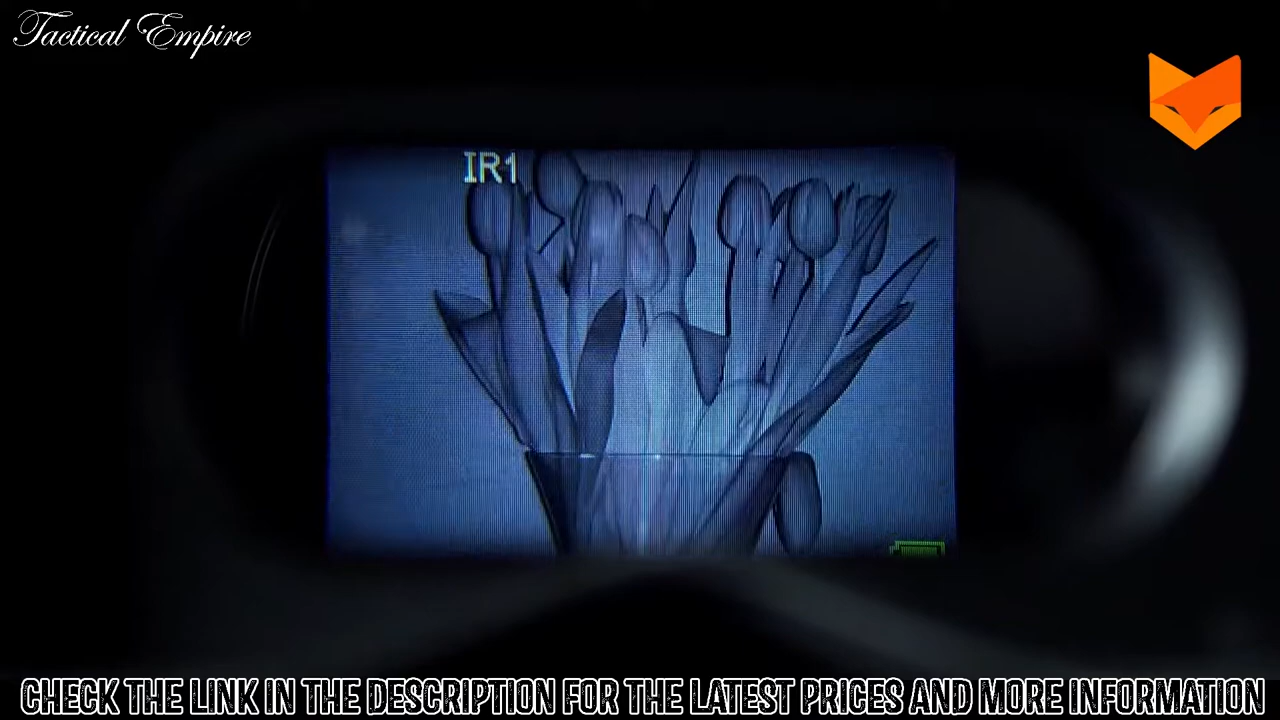 Tactical Empire
IR1
CHECK THE LINK IN THE DESCRIPTION FOR THE LATEST PRICES AND MORE INFORMATION